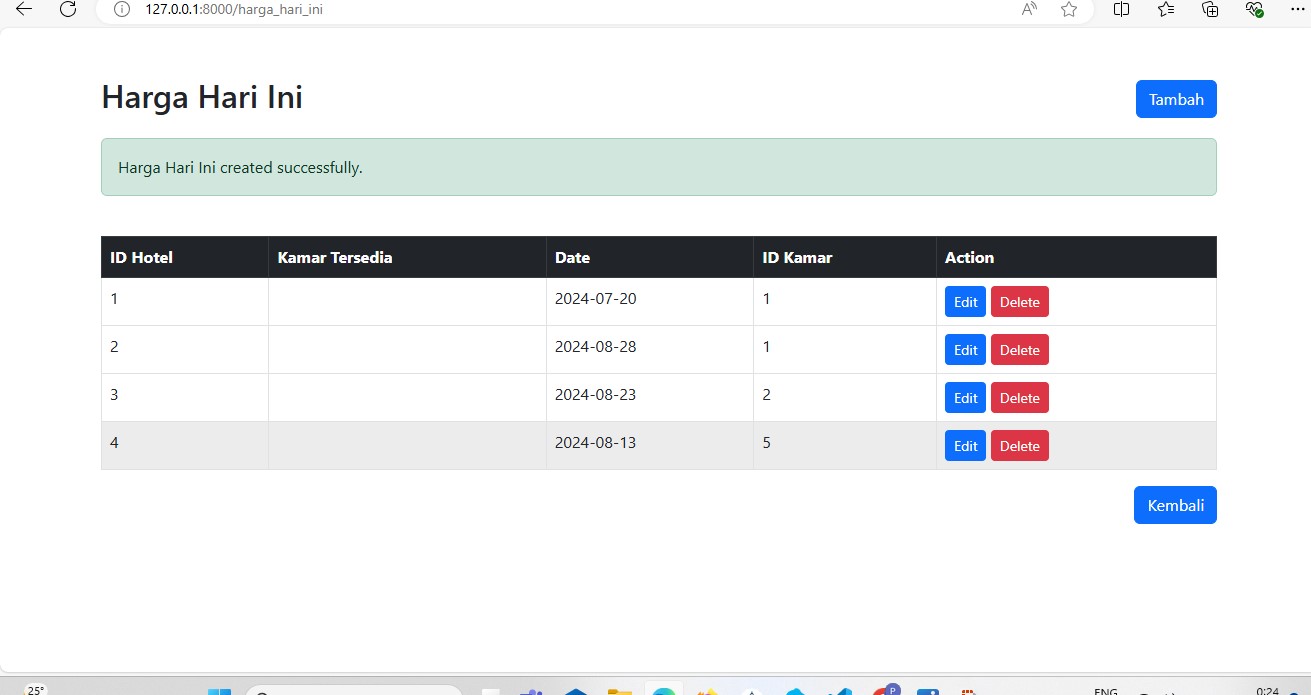 127.0.0.1:8000/harga_hari_ini
Harga Hari Ini
Tambah
Harga Hari Ini created successfully.
ID Hotel Kamar Tersedia Date ID Kamar Action
1 2024-07-20 1 Edit Delete
2 2024-08-28 1 Edit Delete
3 2024-08-23 2 Edit Delete
4 2024-08-13 5 Edit Delete
Kembali
25° P ENG 0:24